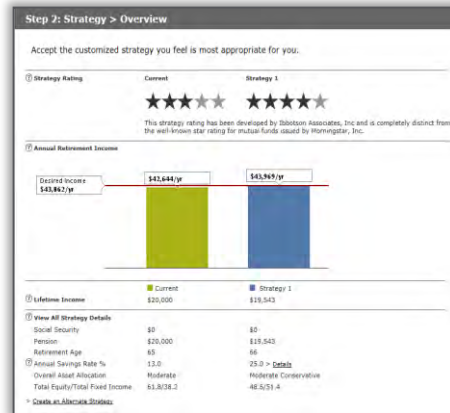 Step 2: Strategy > Overview
Accept the customized strategy you feel is most appropriate for you.
Strategy Rating Current Strategy 1
This strategy rating has been developed by Ibbotson Associates, Inc and is completely distinct from
the well-known star rating for mutual funds issued by Morningstar, Inc.
Annual Retirement Income
Desired Income
$43,862/yr
$42,644/yr
$43,969/yr
Current Strategy 1
Lifetime Income $20,000 $19,543
View All Strategy Details
Social Security $0 $0
Pension $20,000 $19,543
Retirement Age 65 66
Annual Savings Rate % 13.0 25.0 > Details
Overall Asset Allocation Moderate Moderate Conservative
Total Equity/Total Fixed Income 61.8/38.2 48.6/51.4
> Create an Alternate Strategy